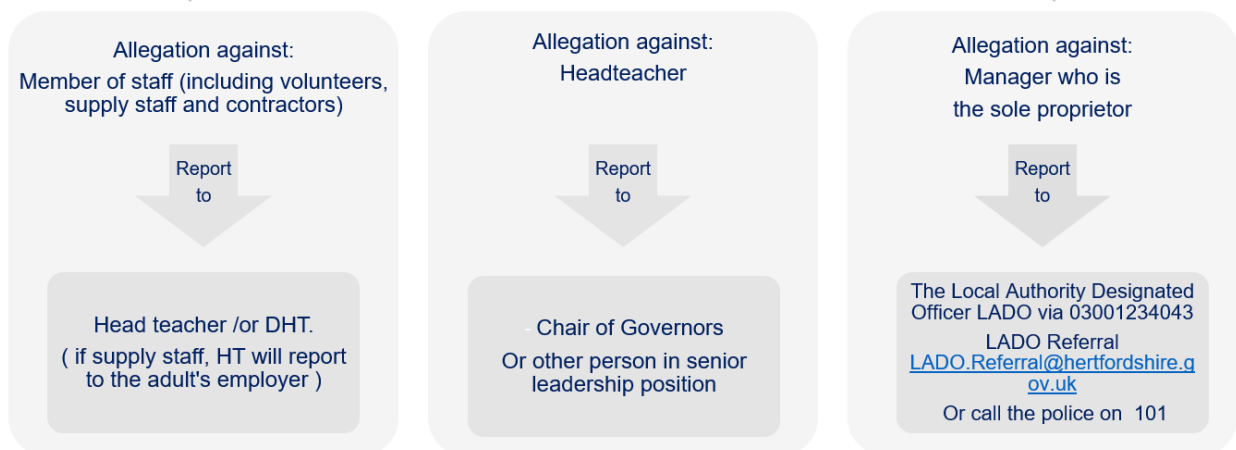 Allegation against:
Member of staff (including volunteers,
supply staff and contractors)
Report
to
Head teacher /or DHT.
( if supply staff, HT will report
to the adult's employer )
Allegation against:
Headteacher
Report
to
- Chair of Governors
Or other person in senior
leadership position
Allegation against:
Manager who is
the sole proprietor
Report
to
The Local Authority Designated
Officer LADO via 03001234043
LADO Referral
LADO.Referral@hertfordshire.g
ov.uk
Or call the police on 101